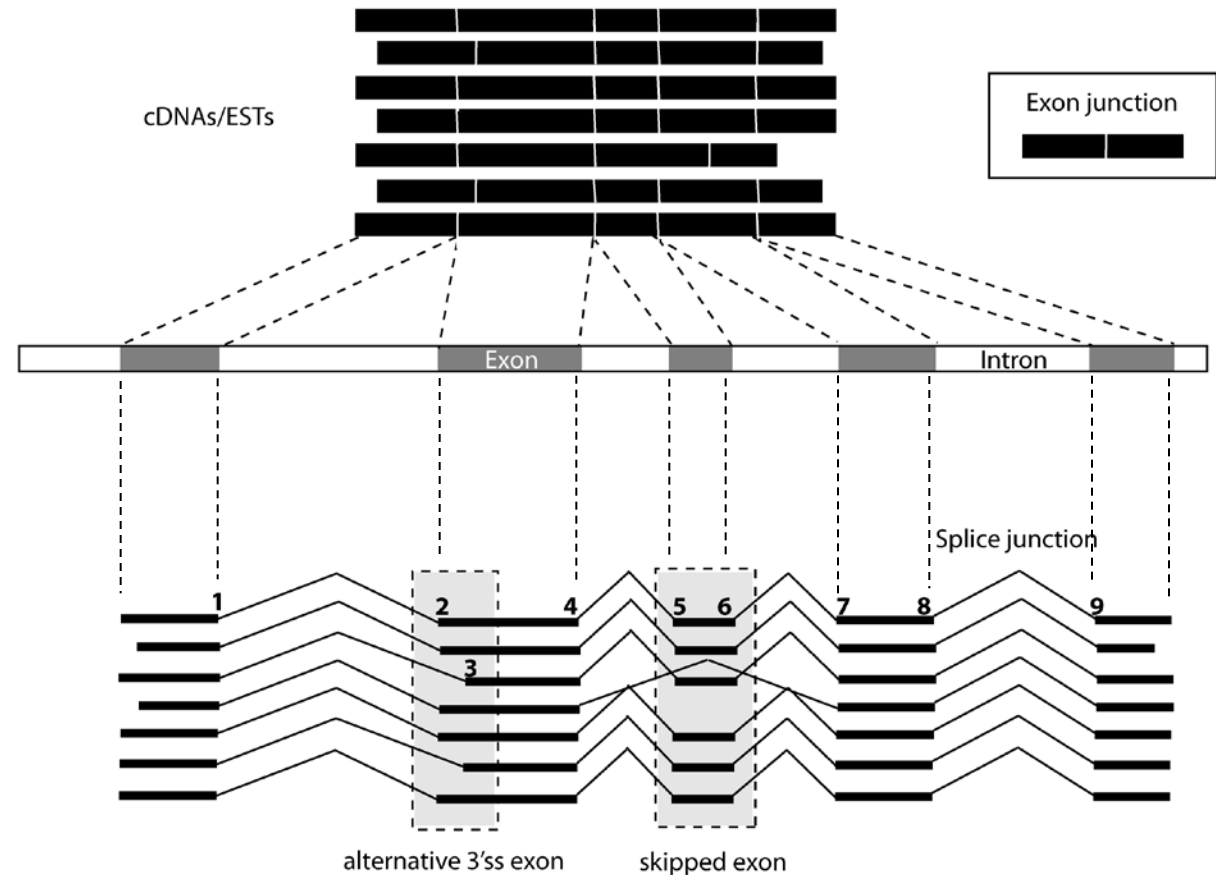 cDNAs/ESTs
Exon junction
Exon
Intron
Splice junction
1
2
4
5
6
7
8
9
3
alternative 3'ss exon
skipped exon